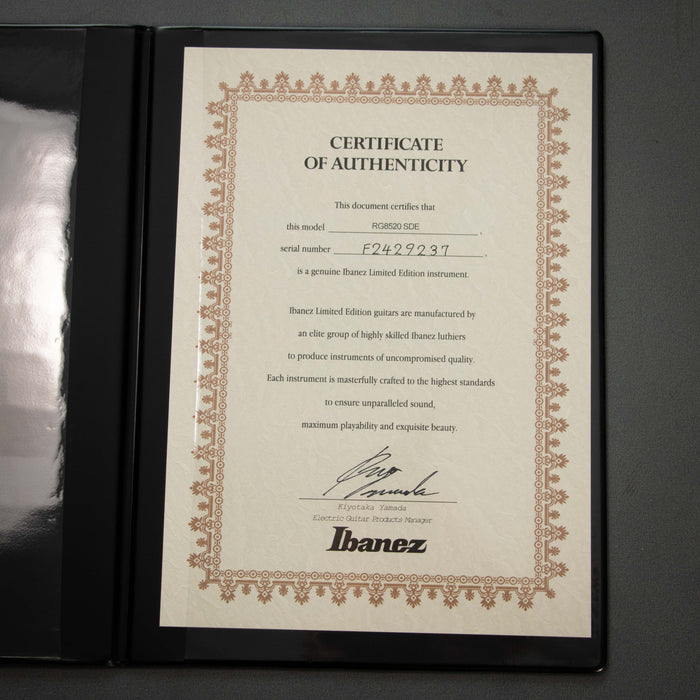 CERTIFICATE
OF AUTHENTICITY
This document certifies that
this model RG8520 SDE ,
serial number F2429237 ,
is a genuine Ibanez Limited Edition instrument.
Ibanez Limited Edition guitars are manufactured by
an elite group of highly skilled Ibanez luthiers
to produce instruments of uncompromised quality.
Each instrument is masterfully crafted to the highest standards
to ensure unparalleled sound,
maximum playability and exquisite beauty.
Kiyotaka Yamada
Electric Guitar Products Manager
Ibanez